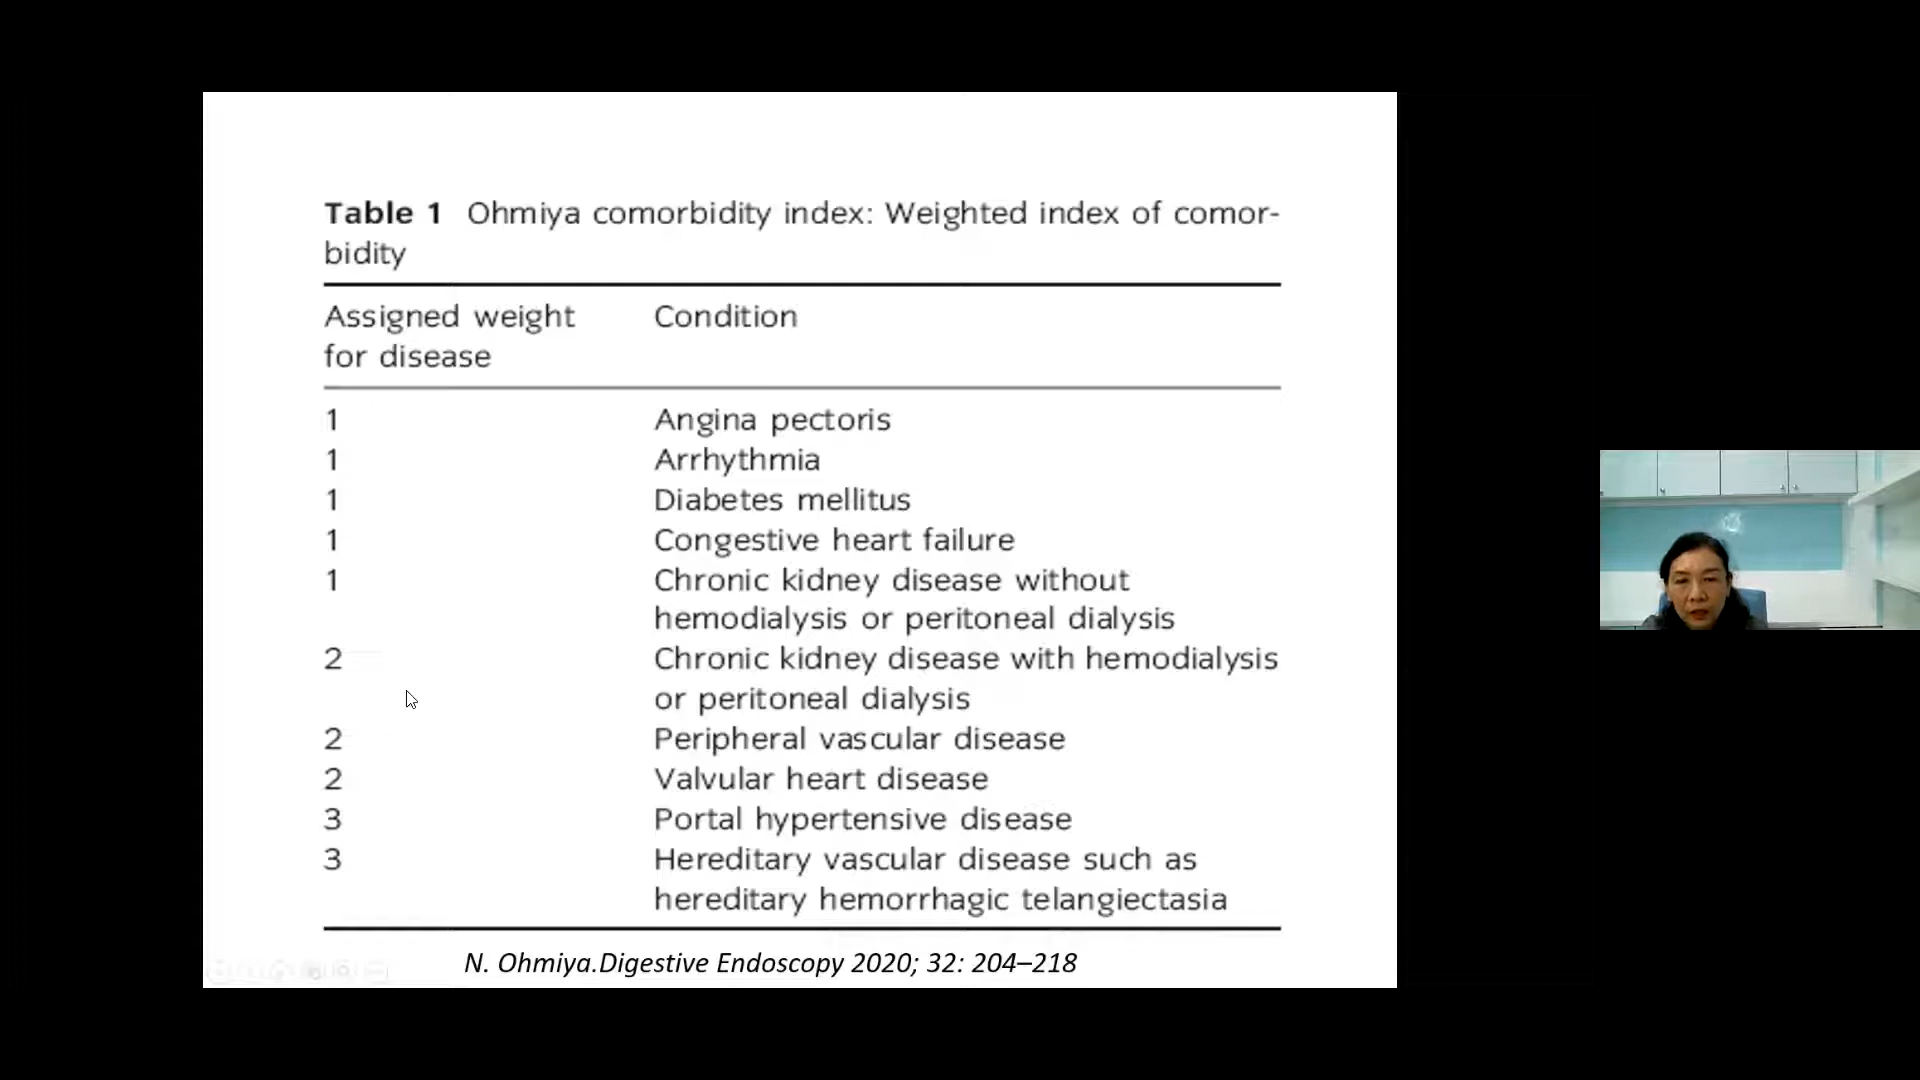 Table 1 Ohmiya comorbidity index: Weighted index of comor-
bidity
Assigned weight Condition
for disease
1 Angina pectoris
1 Arrhythmia
1 Diabetes mellitus
1 Congestive heart failure
1 Chronic kidney disease without
hemodialysis or peritoneal dialysis
2 Chronic kidney disease with hemodialysis
or peritoneal dialysis
2 Peripheral vascular disease
2 Valvular heart disease
3 Portal hypertensive disease
3 Hereditary vascular disease such as
hereditary hemorrhagic telangiectasia
N. Ohmiya.Digestive Endoscopy 2020; 32: 204–218